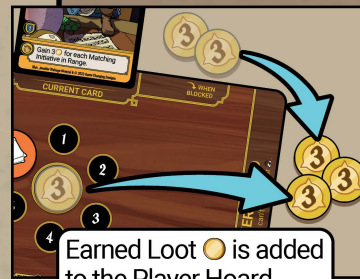 Gain 3 for each Matching
Initiative in Range.
CURRENT CARD
WHEN
BLOCKED
3
3
3
3
3
3
1
2
3
4
Earned Loot is added
to the Player Hoard